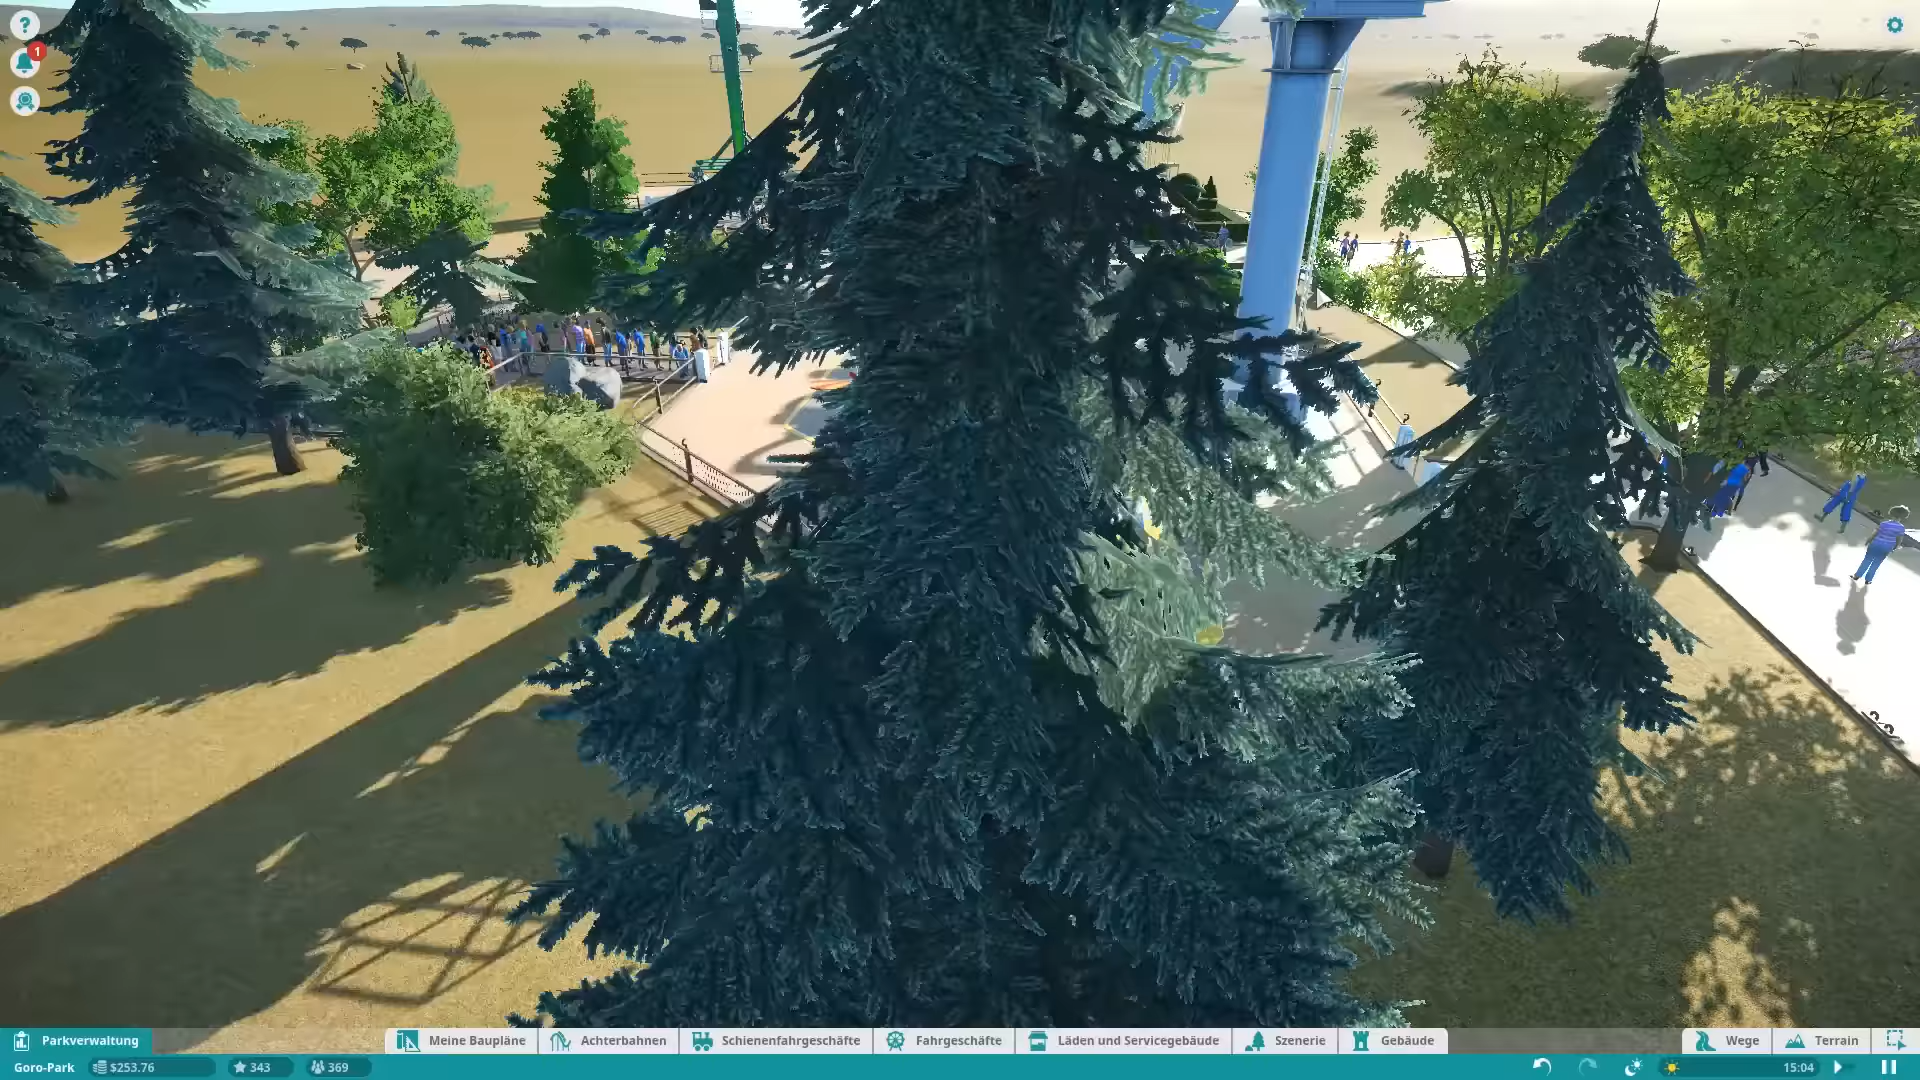 ?
1
Parkverwaltung
Meine Baupläne
Achterbahnen
Schienenfahrgeschäfte
Fahrgeschäfte
Läden und Servicegebäude
Szenerie
Gebäude
Wege
Terrain
Goro-Park
$253.76
343
369
15:04